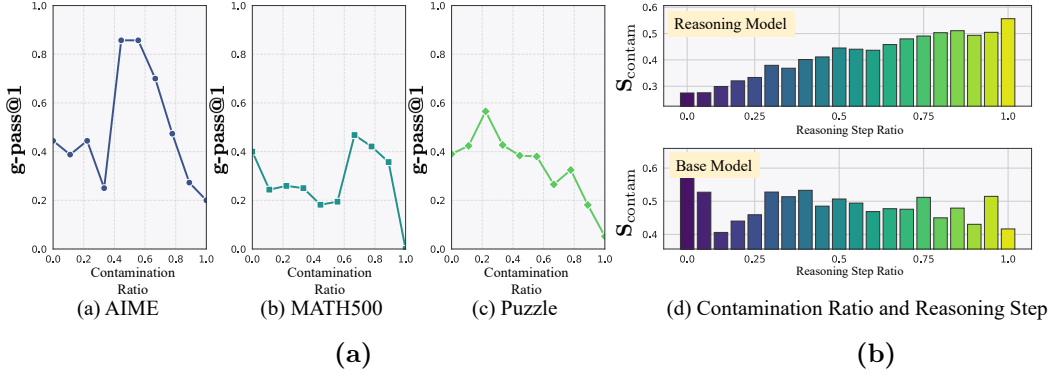 g-pass@1
1.0
0.8
0.6
0.4
0.2
0.0
0.0 0.2 0.4 0.6 0.8 1.0
Contamination
Ratio
(a) AIME
g-pass@1
1.0
0.8
0.6
0.4
0.2
0.0
0.0 0.2 0.4 0.6 0.8 1.0
Contamination
Ratio
(b) MATH500
g-pass@1
1.0
0.8
0.6
0.4
0.2
0.0
0.0 0.2 0.4 0.6 0.8 1.0
Contamination
Ratio
(c) Puzzle
(a)
Reasoning Model
Scontam
0.6
0.5
0.4
0.3
0.0 0.25 0.50 0.75 1.0
Reasoning Step Ratio
Base Model
Scontam
0.6
0.5
0.4
0.0 0.25 0.50 0.75 1.0
Reasoning Step Ratio
(d) Contamination Ratio and Reasoning Step
(b)